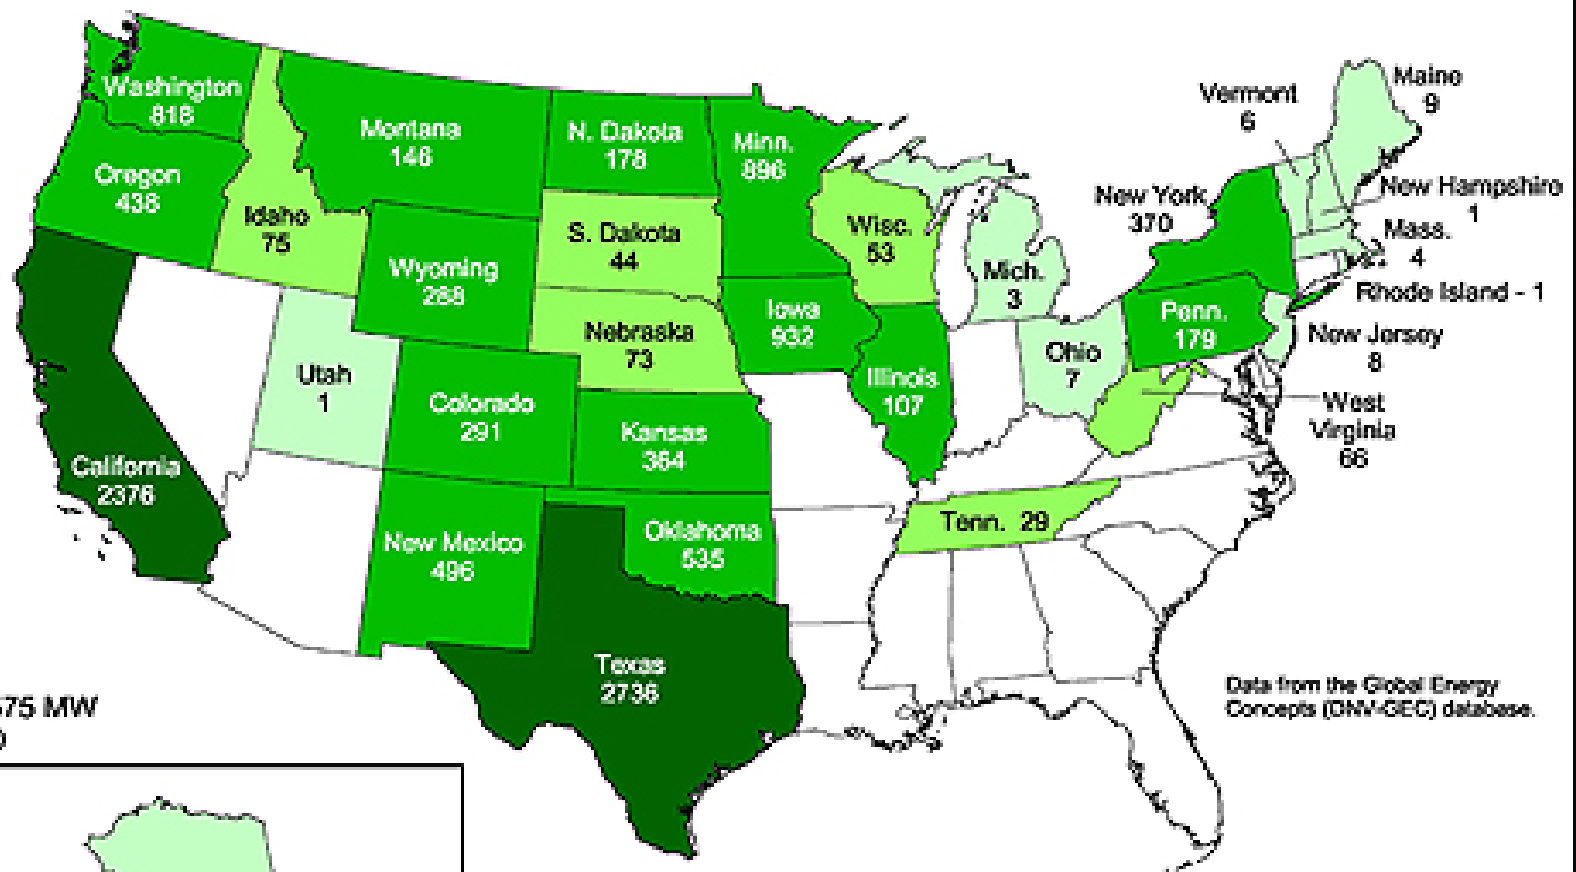 Washington
818
Oregon
438
California
2376
Idaho
75
Montana
146
Wyoming
288
Utah
1
Colorado
291
New Mexico
496
N. Dakota
178
S. Dakota
44
Nebraska
73
Kansas
364
Oklahoma
535
Texas
2736
Minn.
896
Iowa
932
Wisc.
53
Illinois
107
Mich.
3
Ohio
7
Tenn. 29
Penn.
179
New York
370
Vermont
6
Maine
9
New Hampshire
1
Mass.
4
Rhode Island - 1
New Jersey
8
West
Virginia
66
Data from the Global Energy
Concepts (DNV-GEC) database.
575 MW
)